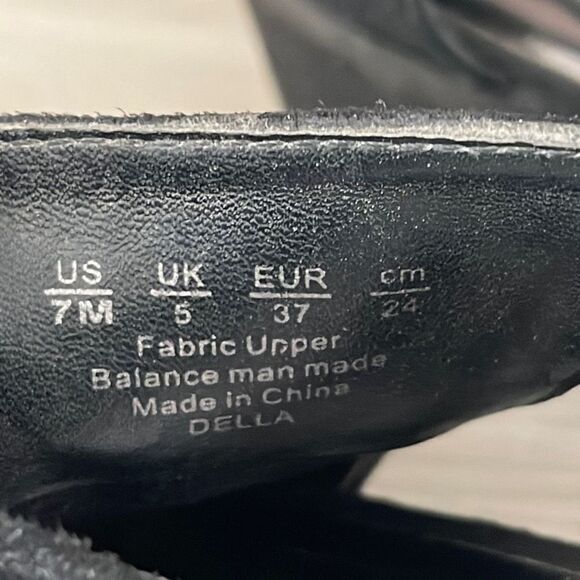 US UK EUR cm
7M 5 37 24
Fabric Upper
Balance man made
Made in China
DELLA